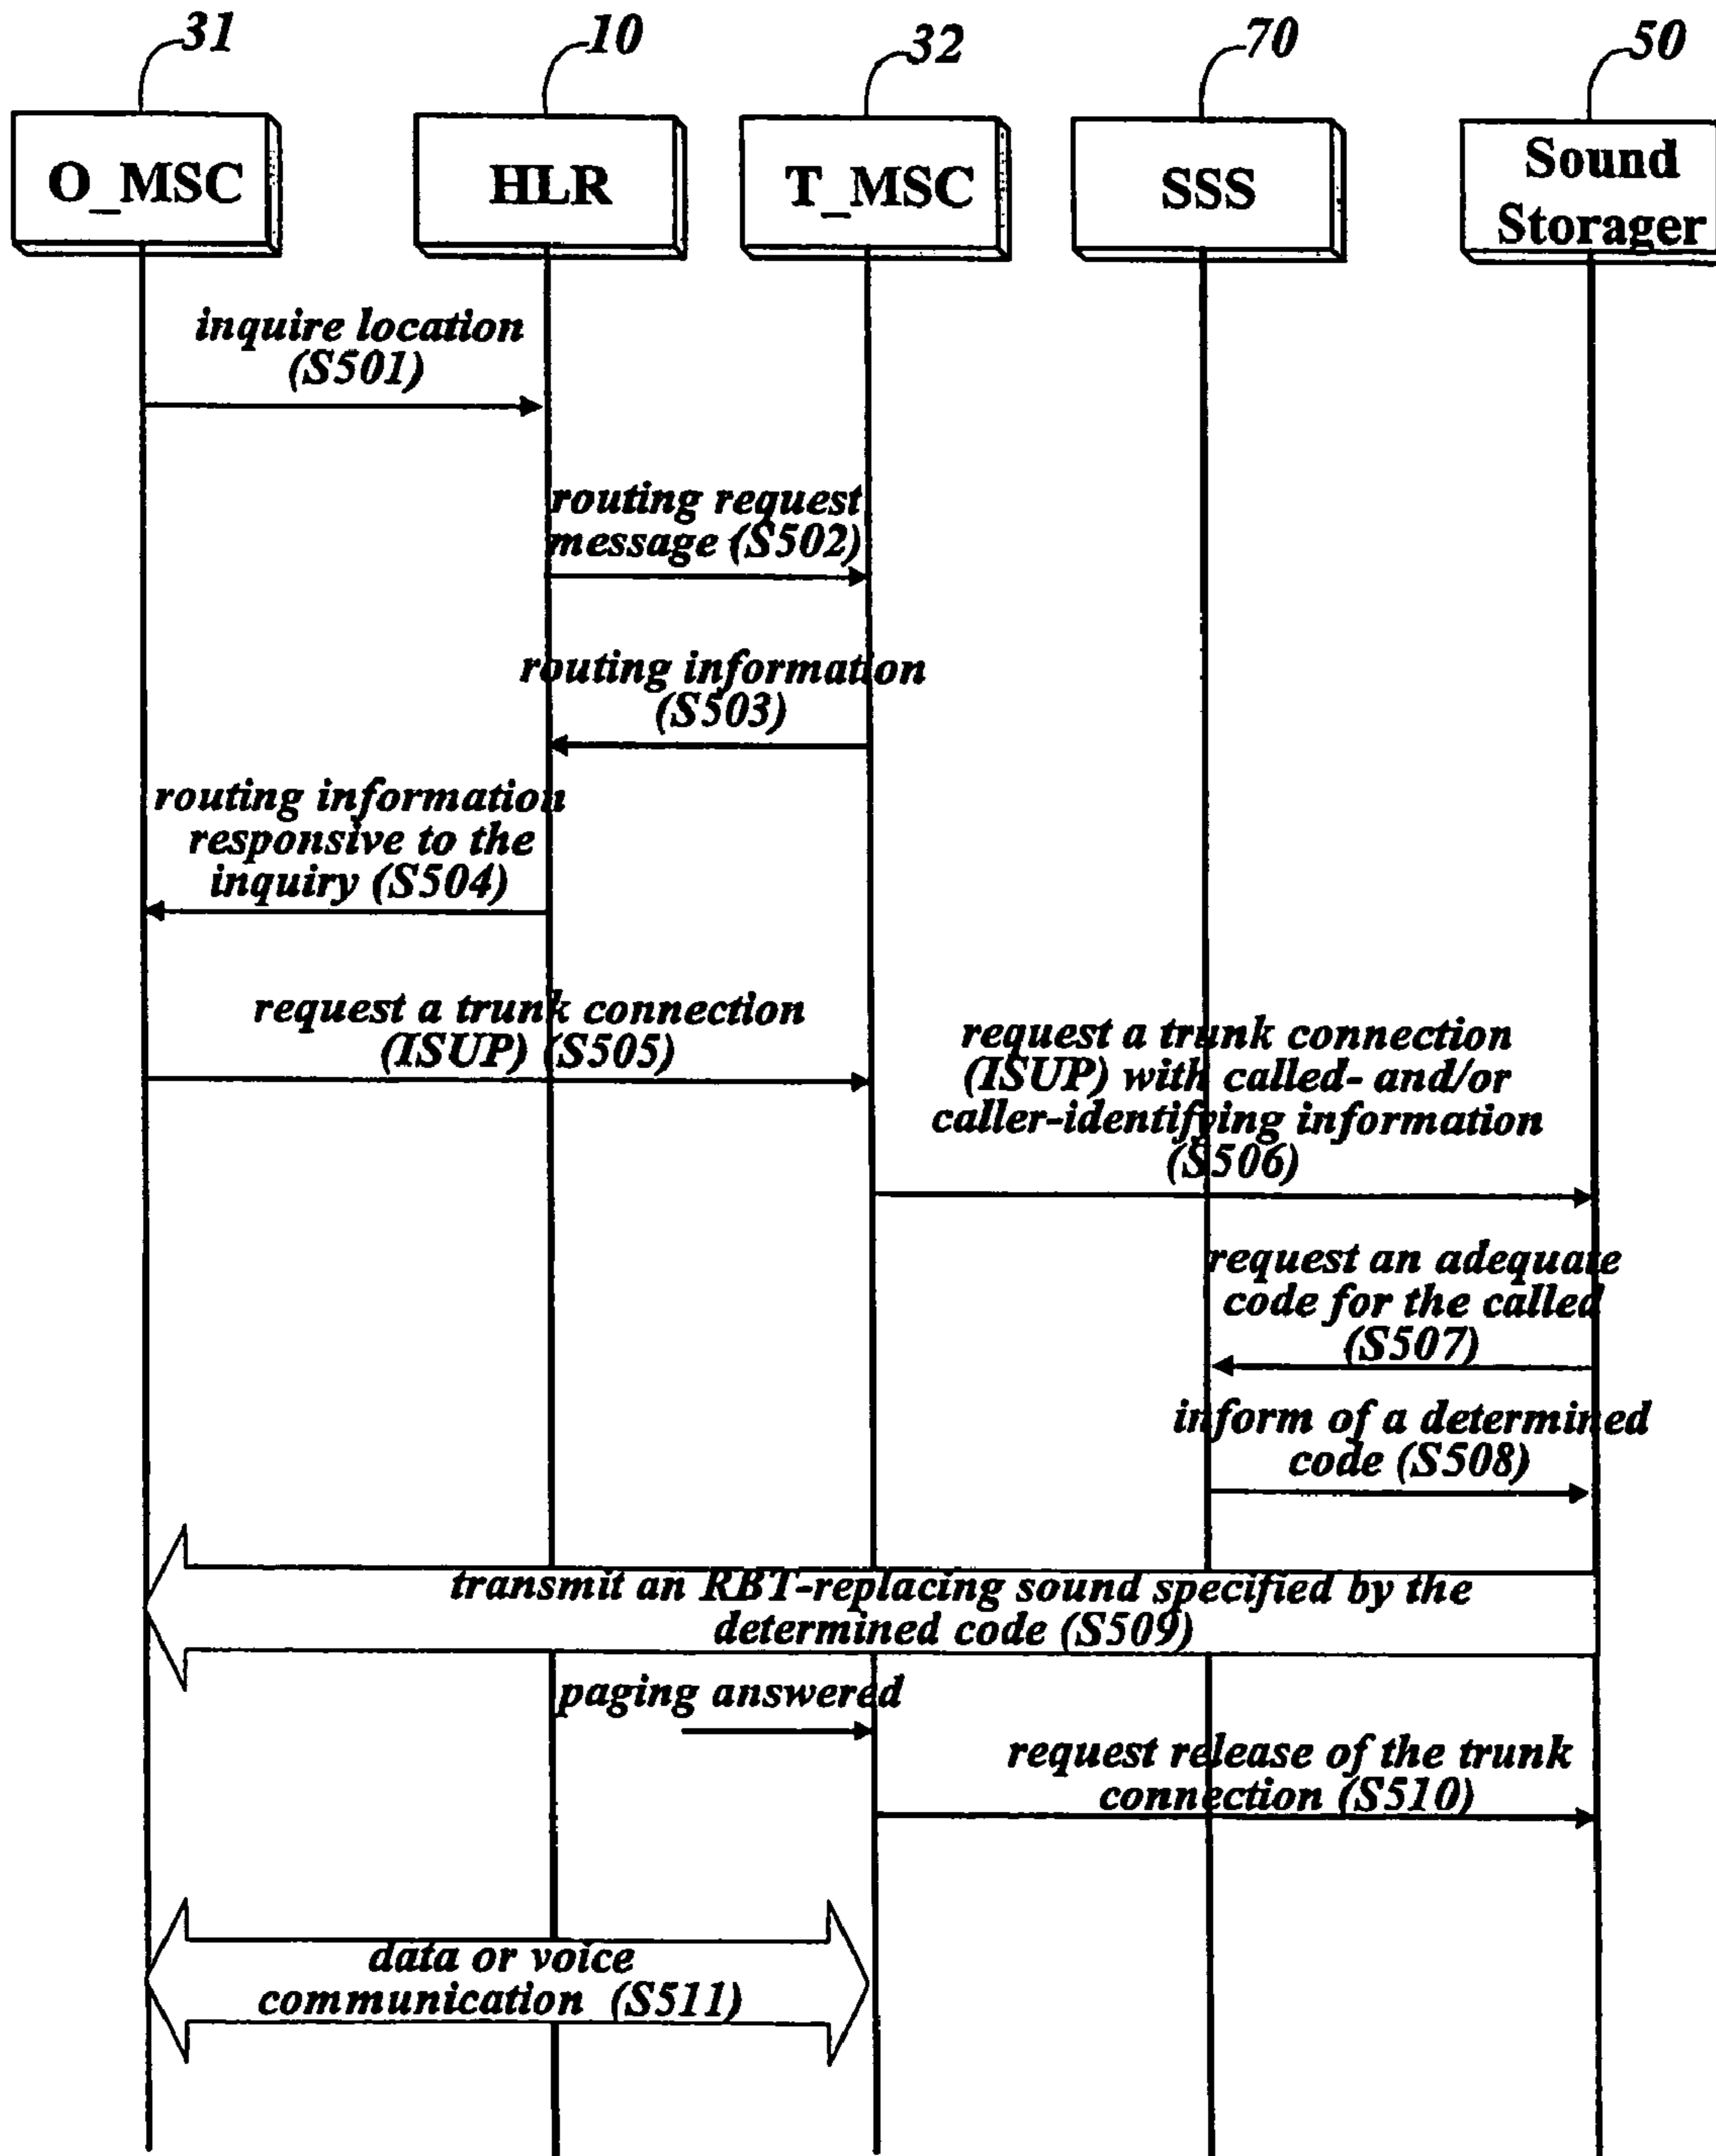 31
10
32
70
50
O_MSC
HLR
T_MSC
SSS
Sound
Storager
inquire location
(S501)
routing request
message (S502)
routing information
(S503)
routing information
responsive to the
inquiry (S504)
request a trunk connection
(ISUP) (S505)
request a trunk connection
(ISUP) with called- and/or
caller-identifying information
(S506)
request an adequate
code for the called
(S507)
inform of a determined
code (S508)
transmit an RBT-replacing sound specified by the
determined code (S509)
paging answered
request release of the trunk
connection (S510)
data or voice
communication (S511)